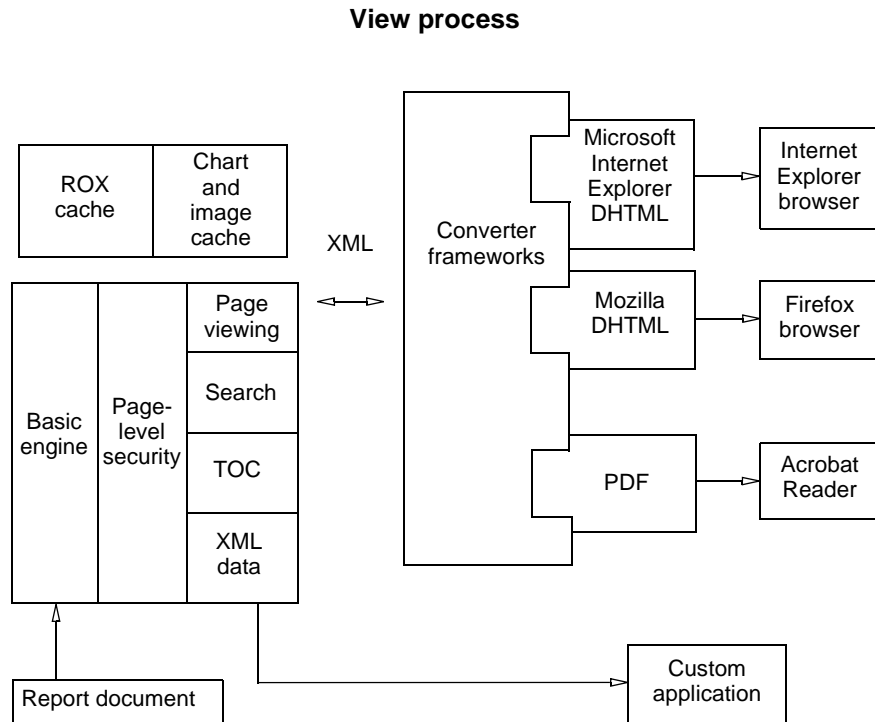 View process
ROX
cache
Chart
and
image
cache
XML
Basic
engine
Page-
level
security
Page
viewing
Search
TOC
XML
data
Report document
Converter
frameworks
Microsoft
Internet
Explorer
DHTML
Internet
Explorer
browser
Mozilla
DHTML
Firefox
browser
PDF
Acrobat
Reader
Custom
application